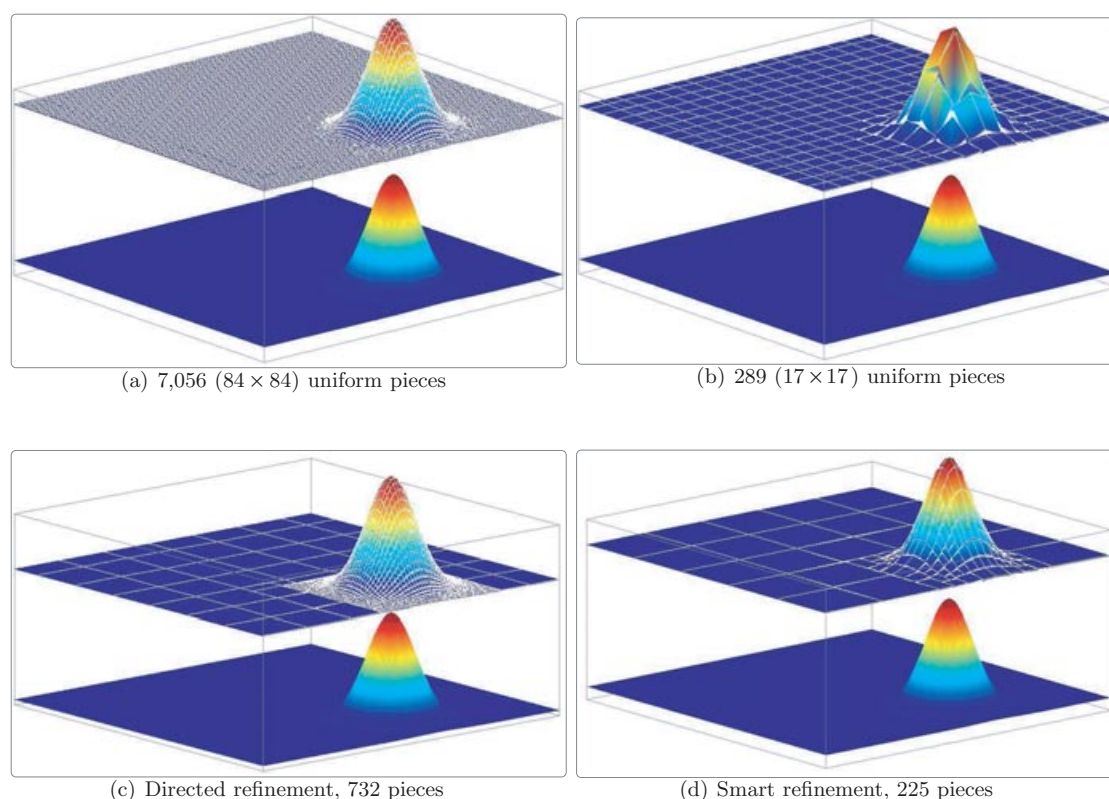 (a) 7,056 (84 × 84) uniform pieces
(b) 289 (17×17) uniform pieces
(c) Directed refinement, 732 pieces
(d) Smart refinement, 225 pieces